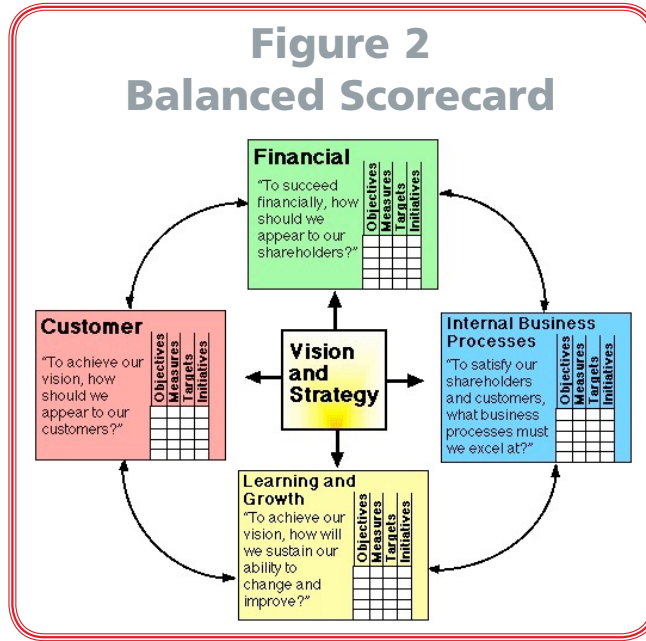 Figure 2
Balanced Scorecard
Financial
"To succeed
financially, how
should we
appear to our
shareholders?"
Objectives
Measures
Targets
Initiatives
Customer
"To achieve our
vision, how
should we
appear to our
customers?"
Objectives
Measures
Targets
Initiatives
Vision
and
Strategy
Internal Business
Processes
"To satisfy our
shareholders
and customers,
what business
processes must
we excel at?"
Objectives
Measures
Targets
Initiatives
Learning and
Growth
"To achieve our
vision, how will
we sustain our
ability to
change and
improve?"
Objectives
Measures
Targets
Initiatives